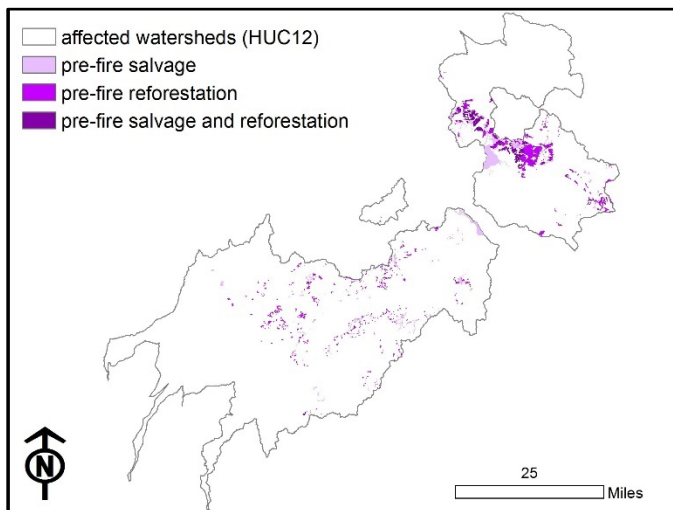 affected watersheds (HUC12)
pre-fire salvage
pre-fire reforestation
pre-fire salvage and reforestation
N
25
Miles